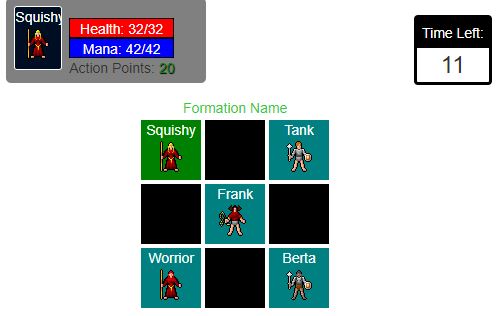 Squishy
Health: 32/32
Mana: 42/42
Action Points: 20
Time Left:
11
Formation Name
Squishy
Tank
Frank
Worrior
Berta